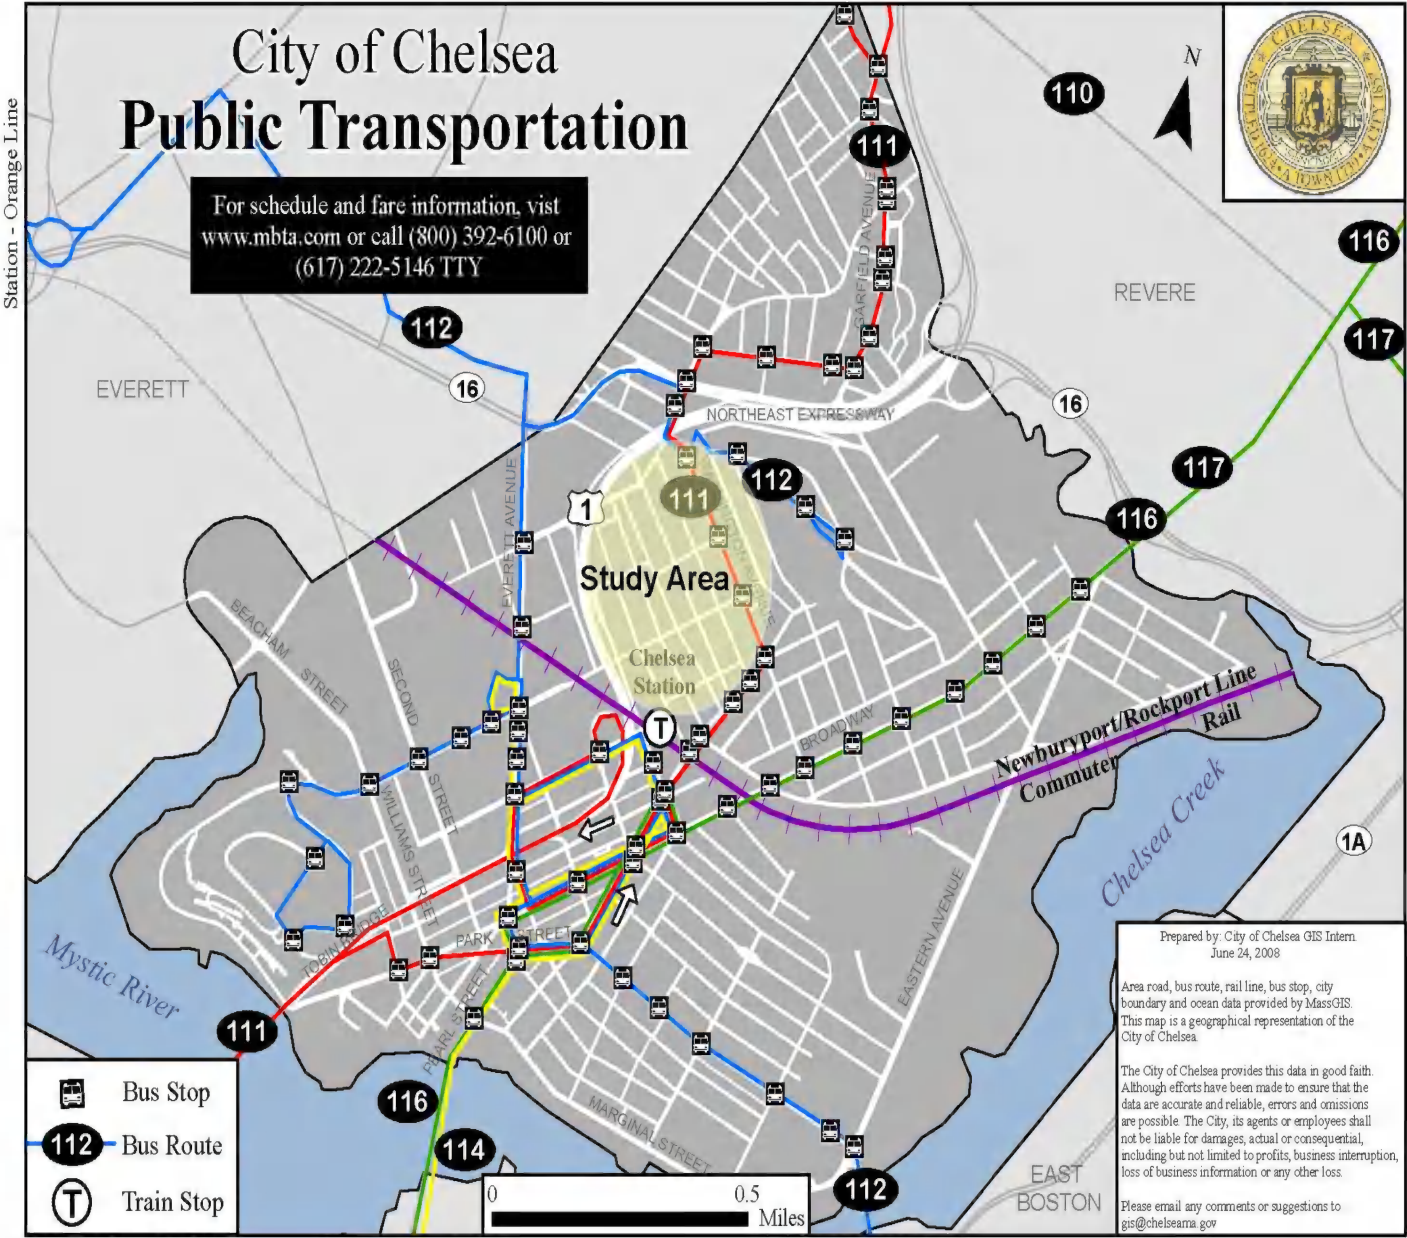 City of Chelsea
Public Transportation
For schedule and fare information, vist
www.mbta.com or call (800) 392-6100 or
(617) 222-5146 TTY
Station - Orange Line
N
CHELSEA
A TOWN 1739
110
111
GARFIELD AVENUE
116
117
REVERE
112
EVERETT
16
16
NORTHEAST EXPRESSWAY
117
112
111
1
116
EVERETT AVENUE
Study Area
BEACHAM
STREET
SECOND
STREET
Chelsea
Station
T
BROADWAY
Newburyport/Rockport Line
Commuter
Rail
WILLIAMS STREET
Chelsea Creek
1A
EASTERN AVENUE
PARK STREET
TOBIN BRIDGE
Mystic River
111
PEARL STREET
116
114
MARGINAL STREET
112
EAST
BOSTON
Bus Stop
112 Bus Route
T Train Stop
0 0.5
Miles
Prepared by: City of Chelsea GIS Intern
June 24, 2008
Area road, bus route, rail line, bus stop, city
boundary and ocean data provided by MassGIS.
This map is a geographical representation of the
City of Chelsea.
The City of Chelsea provides this data in good faith.
Although efforts have been made to ensure that the
data are accurate and reliable, errors and omissions
are possible. The City, its agents or employees shall
not be liable for damages, actual or consequential,
including but not limited to profits, business interruption,
loss of business information or any other loss.
Please email any comments or suggestions to
gis@chelseama.gov